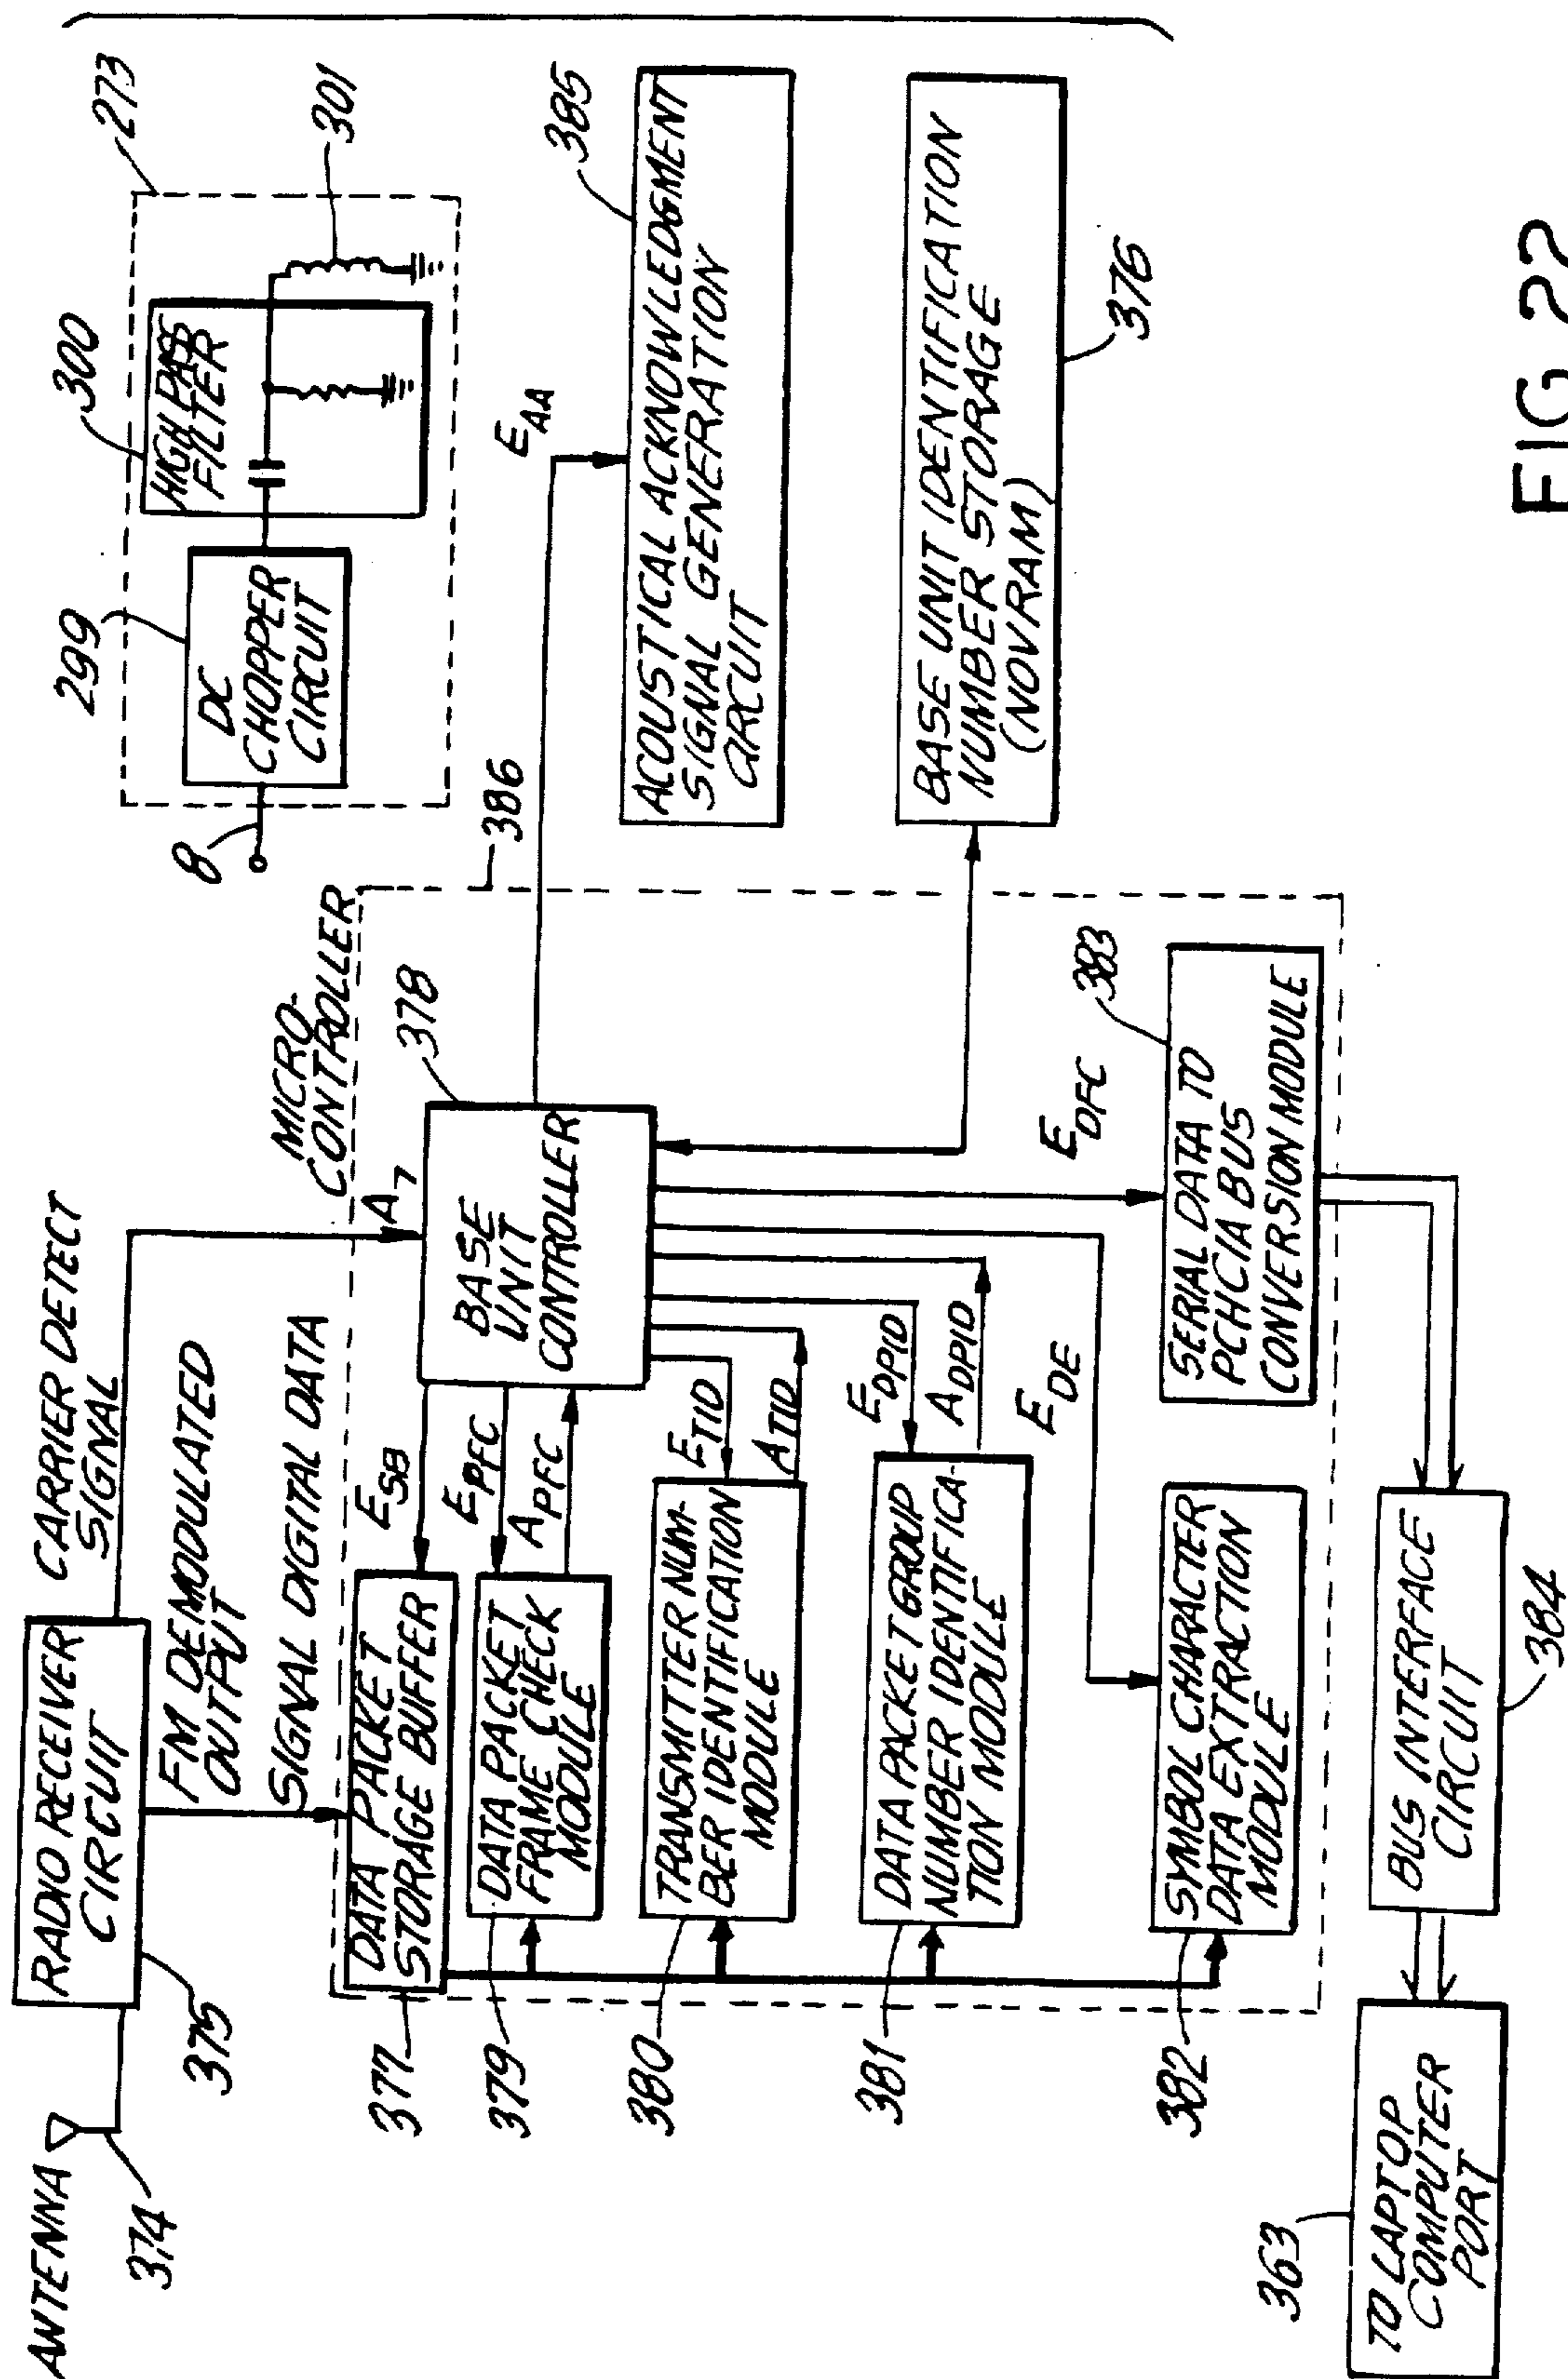 ANTENNA
374
RADIO RECEIVER
CIRCUIT
375
CARRIER DETECT
SIGNAL
FM DEMODULATED
OUTPUT
SIGNAL DIGITAL DATA
A7
MICRO-
CONTROLLER
386
378
BASE
UNIT
CONTROLLER
377
DATA PACKET
STORAGE BUFFER
ESB
379
DATA PACKET
FRAME CHECK
MODULE
EPFC
APFC
380
TRANSMITTER NUM-
BER IDENTIFICATION
MODULE
ETID
ATID
381
DATA PACKET GROUP
NUMBER IDENTIFICA-
TION MODULE
EDPID
ADPID
382
SYMBOL CHARACTER
DATA EXTRACTION
MODULE
EDE
EDFC
383
SERIAL DATA TO
PCHCIA BUS
CONVERSION MODULE
363
TO LAPTOP
COMPUTER
PORT
BUS INTERFACE
CIRCUIT
384
8
299
DC
CHOPPER
CIRCUIT
300
HIGH PASS
FILTER
273
301
EAA
385
ACOUSTICAL ACKNOWLEDGMENT
SIGNAL GENERATION
CIRCUIT
BASE UNIT IDENTIFICATION
NUMBER STORAGE
(NOVRAM)
376
FIG. 22